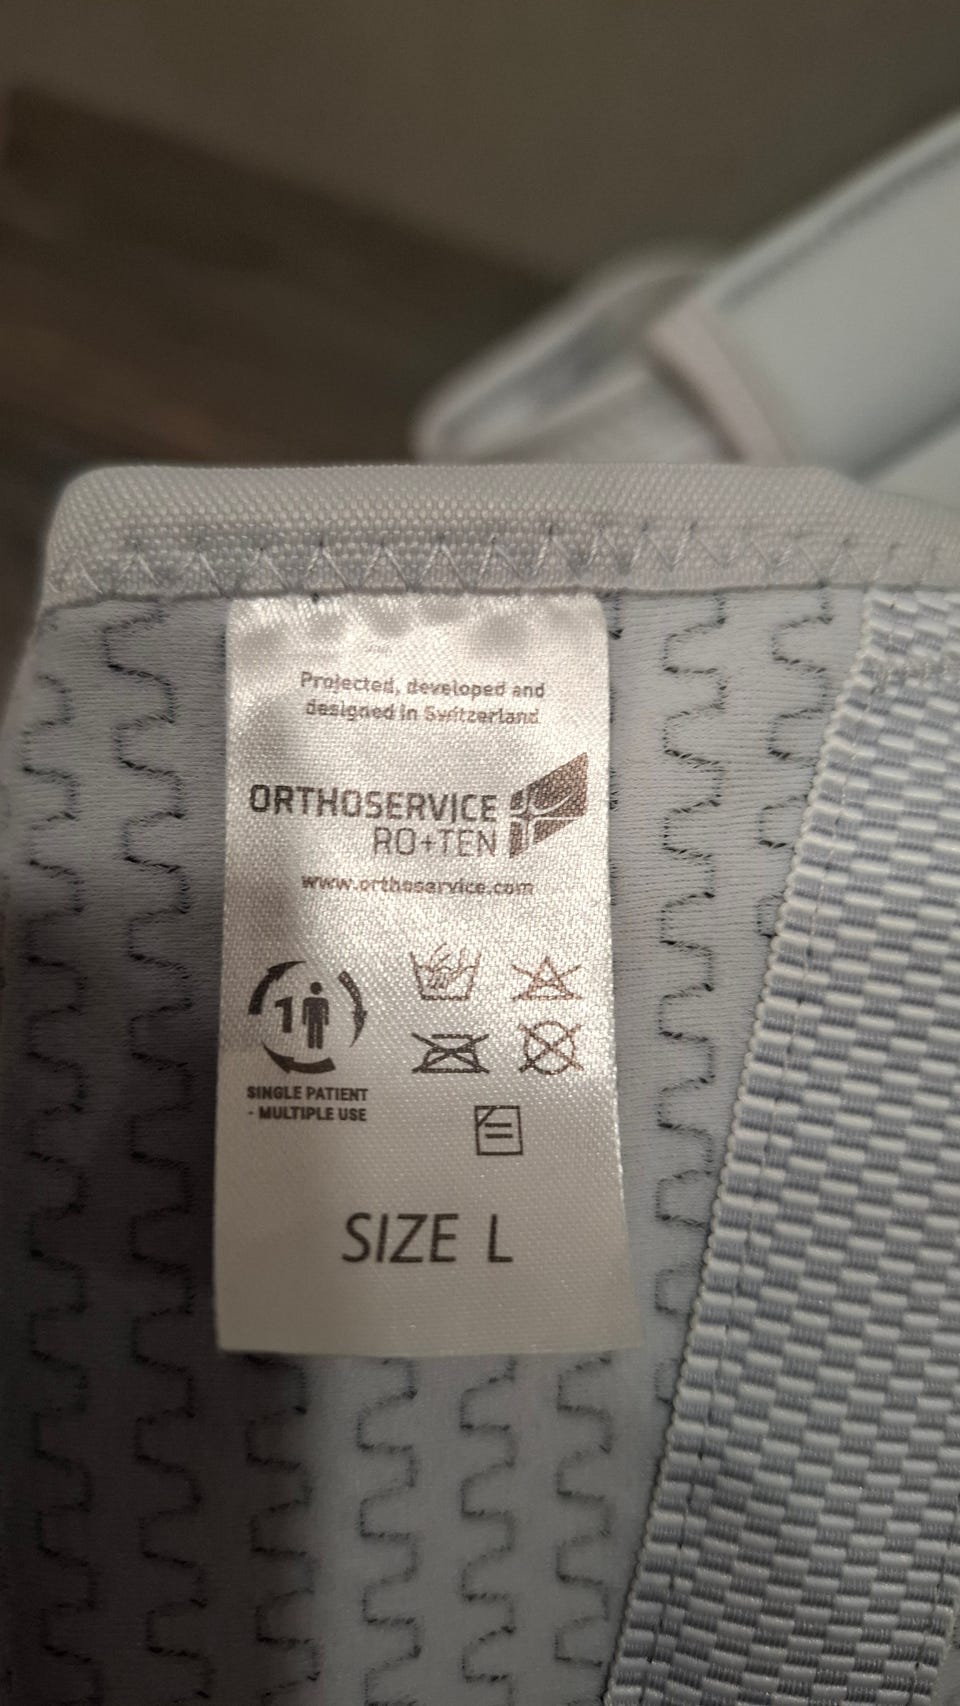 Projected, developed and
designed in Switzerland
ORTHOSERVICE
RO+TEN
www.orthoservice.com
1
SINGLE PATIENT
- MULTIPLE USE
SIZE L